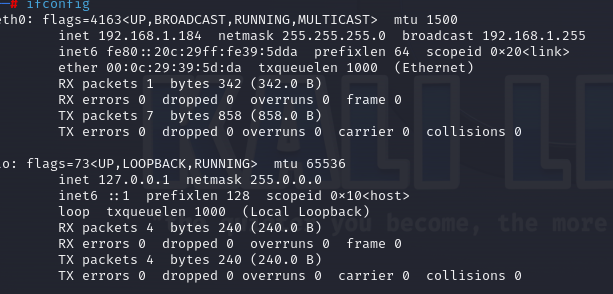 # ifconfig
eth0: flags=4163<UP,BROADCAST,RUNNING,MULTICAST>  mtu 1500
        inet 192.168.1.184  netmask 255.255.255.0  broadcast 192.168.1.255
        inet6 fe80::20c:29ff:fe39:5dda  prefixlen 64  scopeid 0×20<link>
        ether 00:0c:29:39:5d:da  txqueuelen 1000  (Ethernet)
        RX packets 1  bytes 342 (342.0 B)
        RX errors 0  dropped 0  overruns 0  frame 0
        TX packets 7  bytes 858 (858.0 B)
        TX errors 0  dropped 0 overruns 0  carrier 0  collisions 0
lo: flags=73<UP,LOOPBACK,RUNNING>  mtu 65536
        inet 127.0.0.1  netmask 255.0.0.0
        inet6 ::1  prefixlen 128  scopeid 0×10<host>
        loop  txqueuelen 1000  (Local Loopback)
        RX packets 4  bytes 240 (240.0 B)
        RX errors 0  dropped 0  overruns 0  frame 0
        TX packets 4  bytes 240 (240.0 B)
        TX errors 0  dropped 0 overruns 0  carrier 0  collisions 0
KALI LI
you become, the more